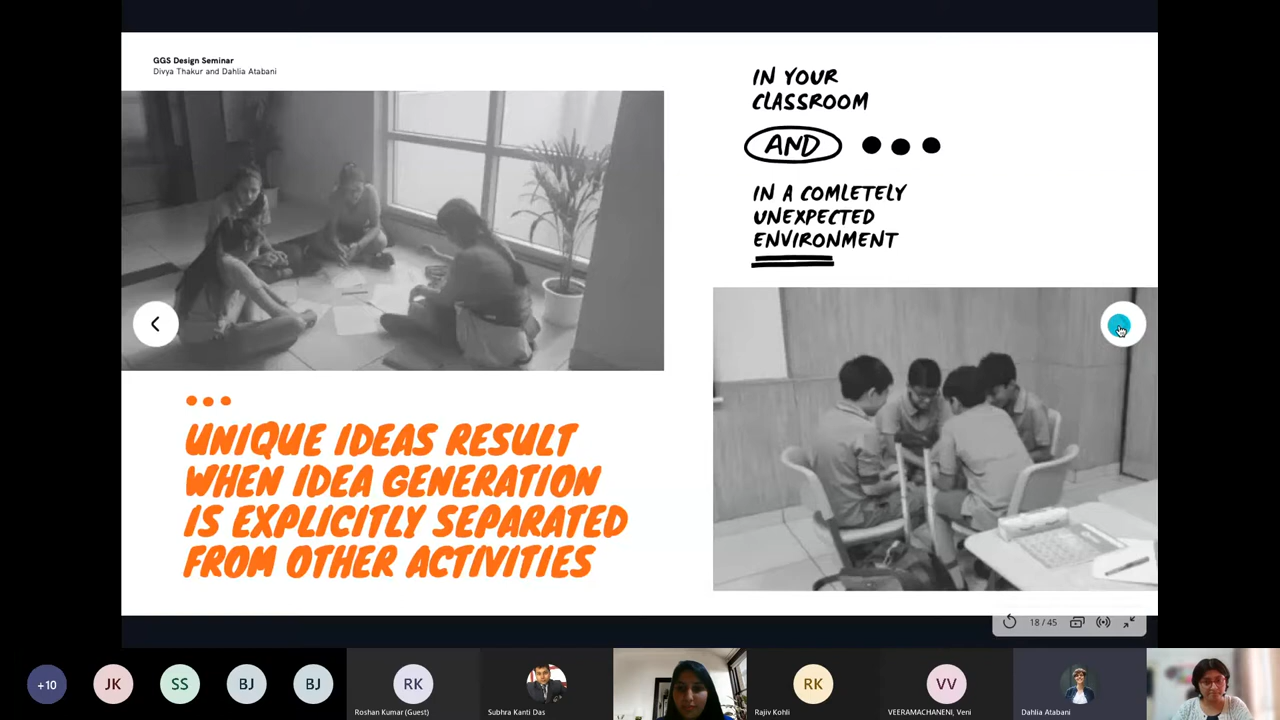 GGS Design Seminar
Divya Thakur and Dahlia Atabani
IN YOUR
CLASSROOM
AND
IN A COMLETELY
UNEXPECTED
ENVIRONMENT
UNIQUE IDEAS RESULT
WHEN IDEA GENERATION
IS EXPLICITLY SEPARATED
FROM OTHER ACTIVITIES
18 / 45
+10
JK
SS
BJ
BJ
RK
RK
VV
Roshan Kumar (Guest)
Subhra Kanti Das
Rajiv Kohli
VEERAMACHANENI, Veni
Dahlia Atabani